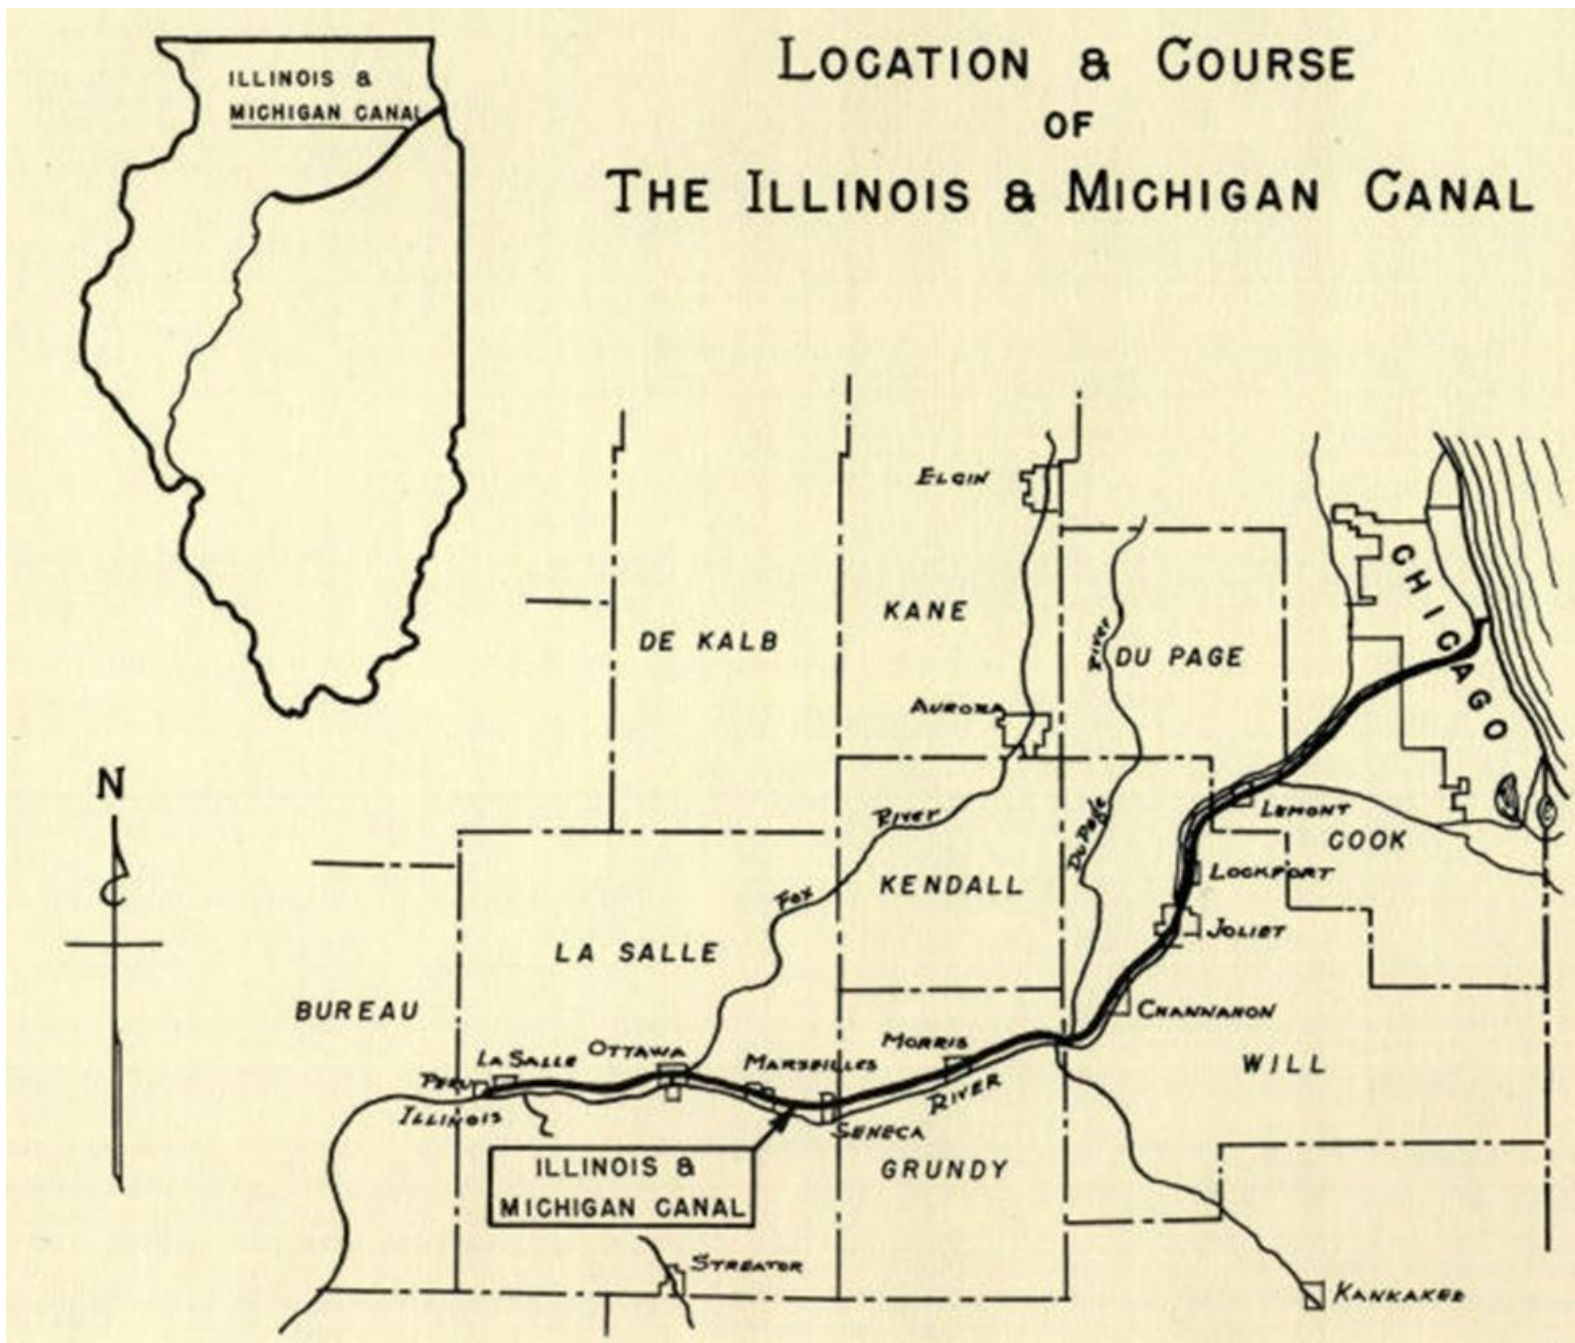 LOCATION & COURSE
OF
THE ILLINOIS & MICHIGAN CANAL
ILLINOIS &
MICHIGAN CANAL
ELGIN
CHICAGO
KANE
DE KALB
River
DU PAGE
AURORA
N
River
Du Page
LEMONT
COOK
LOCKPORT
KENDALL
FOX
JOLIET
LA SALLE
BUREAU
CHANNAHON
MORRIS
OTTAWA
LA SALLE
MARSEILLES
WILL
PERU
RIVER
ILLINOIS
SENECA
ILLINOIS &
MICHIGAN CANAL
GRUNDY
STREATOR
KANKAKEE